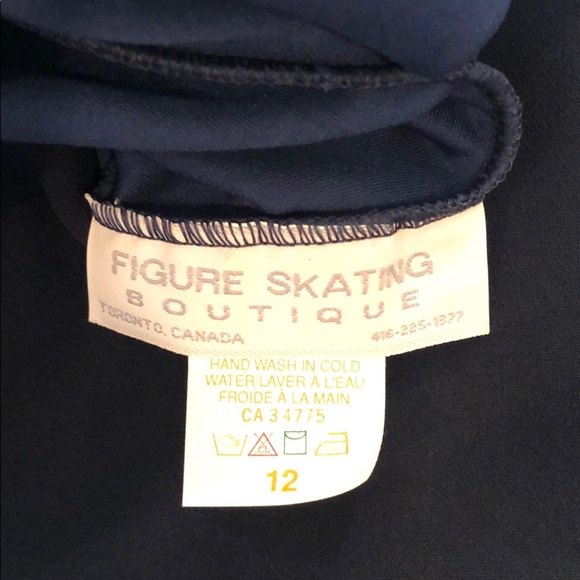 FIGURE SKATING
BOUTIQUE
TORONTO, CANADA 416-225-1877
HAND WASH IN COLD
WATER LAVER A L'EAU
FROIDE À LA MAIN
CA 34775
CL
12